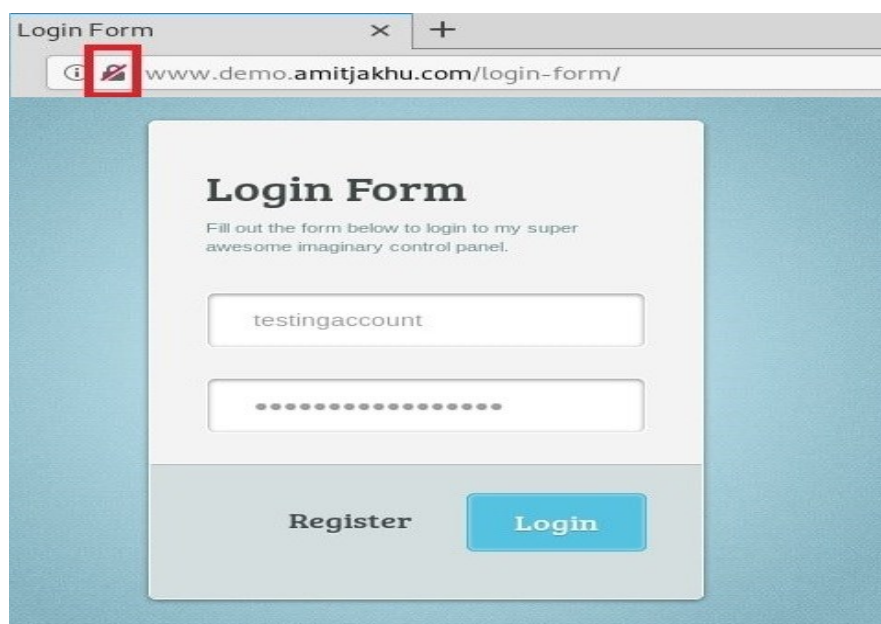 Login Form
www.demo.amitjakhu.com/login-form/
Login Form
Fill out the form below to login to my super
awesome imaginary control panel.
testingaccount
•••••••••••••••••
Register Login